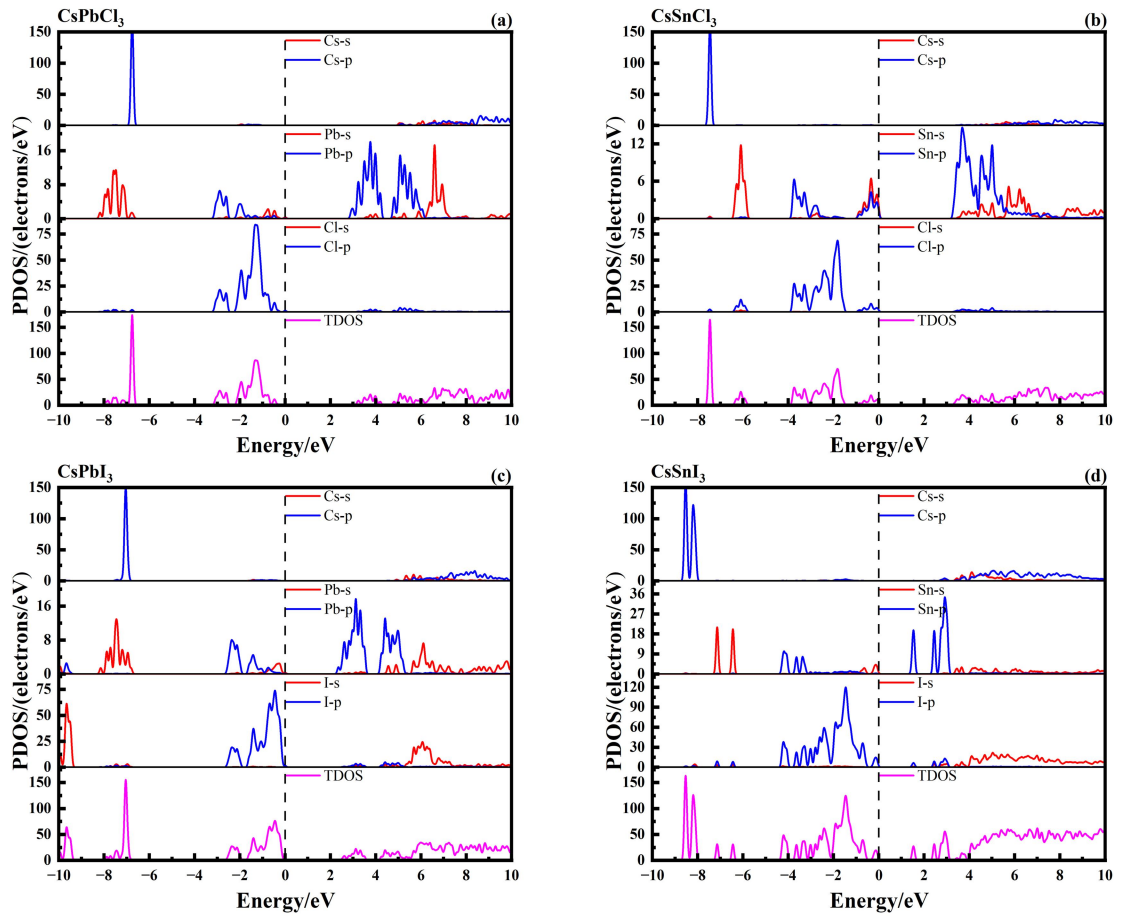 CsPbCl3
(a)
PDOS/(electrons/eV)
150
100
50
0
Cs-s
Cs-p
16
8
0
Pb-s
Pb-p
75
50
25
0
Cl-s
Cl-p
150
100
50
0
TDOS
−10 −8 −6 −4 −2 0 2 4 6 8 10
Energy/eV
CsSnCl3
(b)
PDOS/(electrons/eV)
150
100
50
0
Cs-s
Cs-p
12
6
0
Sn-s
Sn-p
75
50
25
0
Cl-s
Cl-p
150
100
50
0
TDOS
−10 −8 −6 −4 −2 0 2 4 6 8 10
Energy/eV
CsPbI3
(c)
PDOS/(electrons/eV)
150
100
50
0
Cs-s
Cs-p
16
8
0
Pb-s
Pb-p
75
50
25
0
I-s
I-p
150
100
50
0
TDOS
−10 −8 −6 −4 −2 0 2 4 6 8 10
Energy/eV
CsSnI3
(d)
PDOS/(electrons/eV)
150
100
50
0
Cs-s
Cs-p
36
27
18
9
0
Sn-s
Sn-p
120
90
60
30
0
I-s
I-p
150
100
50
0
TDOS
−10 −8 −6 −4 −2 0 2 4 6 8 10
Energy/eV